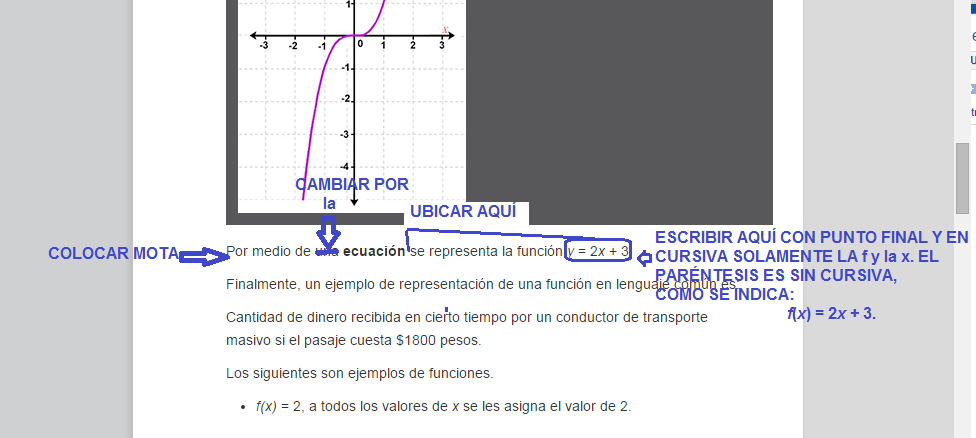 1
x
-3 -2 -1 0 1 2 3
-1
-2
-3
-4
CAMBIAR POR
la
UBICAR AQUÍ
COLOCAR MOTA
Por medio de una ecuación se representa la función y = 2x + 3
ESCRIBIR AQUÍ CON PUNTO FINAL Y EN
CURSIVA SOLAMENTE LA f y la x. EL
PARÉNTESIS ES SIN CURSIVA,
COMO SE INDICA:
f(x) = 2x + 3.
Finalmente, un ejemplo de representación de una función en lenguaje común es
Cantidad de dinero recibida en cierto tiempo por un conductor de transporte
masivo si el pasaje cuesta $1800 pesos.
Los siguientes son ejemplos de funciones.
• f(x) = 2, a todos los valores de x se les asigna el valor de 2.